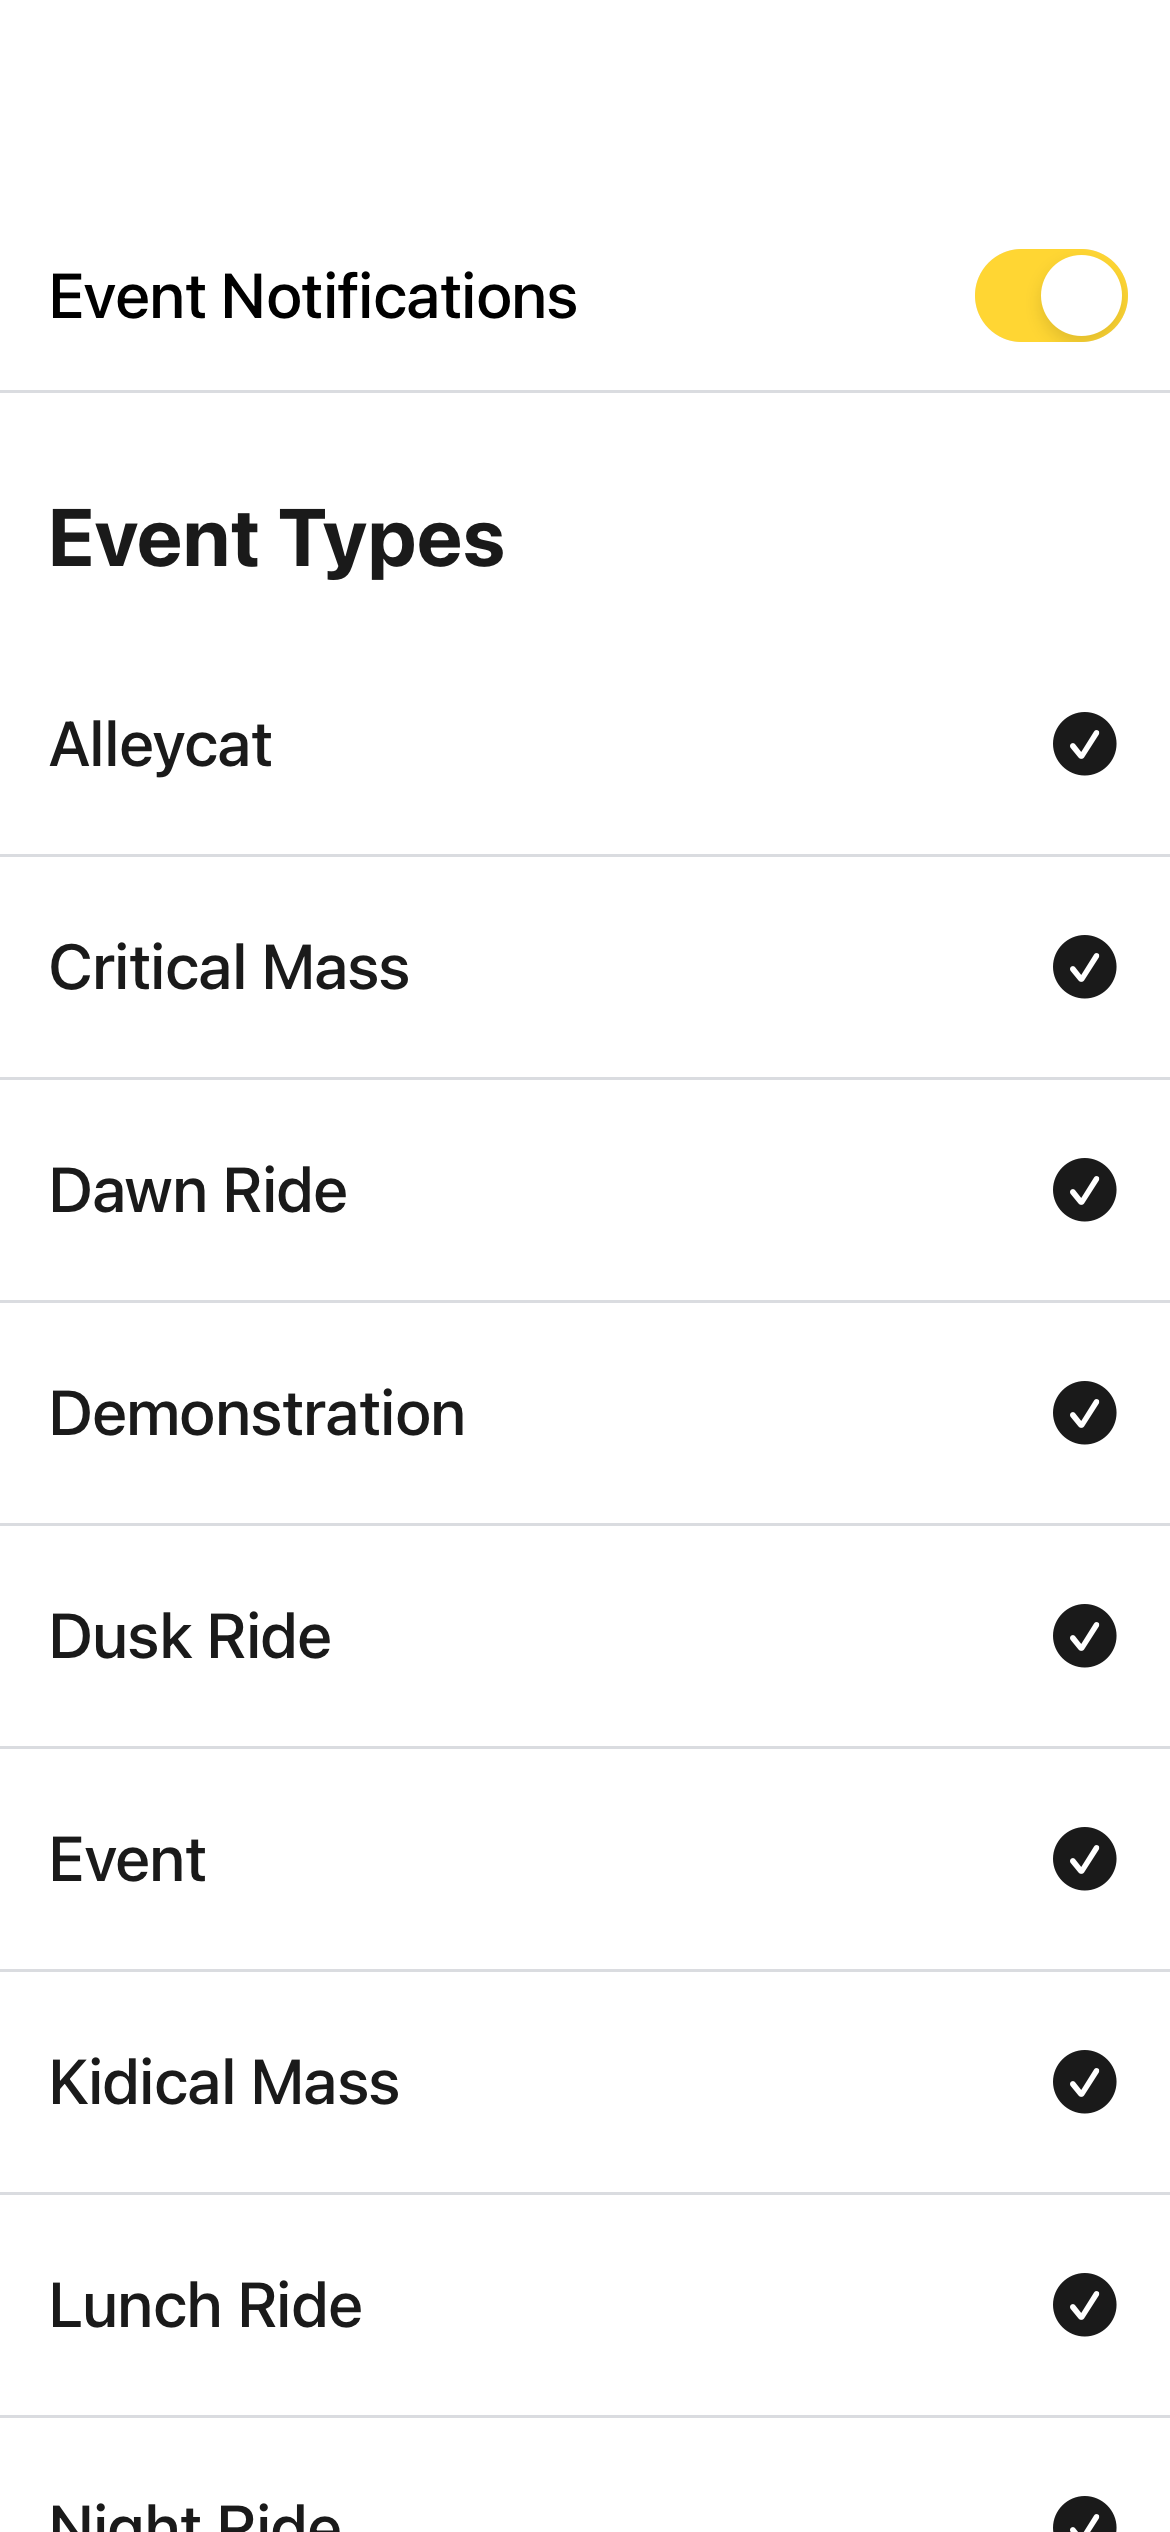 Event Notifications
Event Types
Alleycat
Critical Mass
Dawn Ride
Demonstration
Dusk Ride
Event
Kidical Mass
Lunch Ride
Night Ride